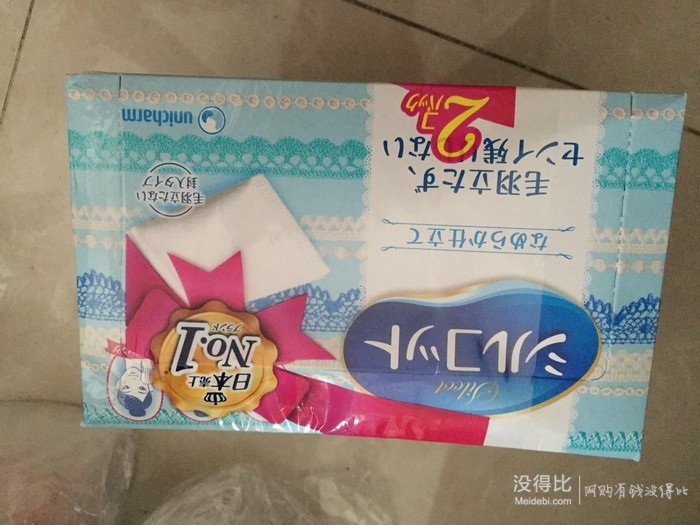 Silcot
シルコット
日本売上
No.1
ブランド
なめらか仕立て
毛羽立たず、
センイ残りしない
毛羽立たない
封入タイプ
2コパック
unicharm
没得比
Meidebi.com
网购有钱没得比